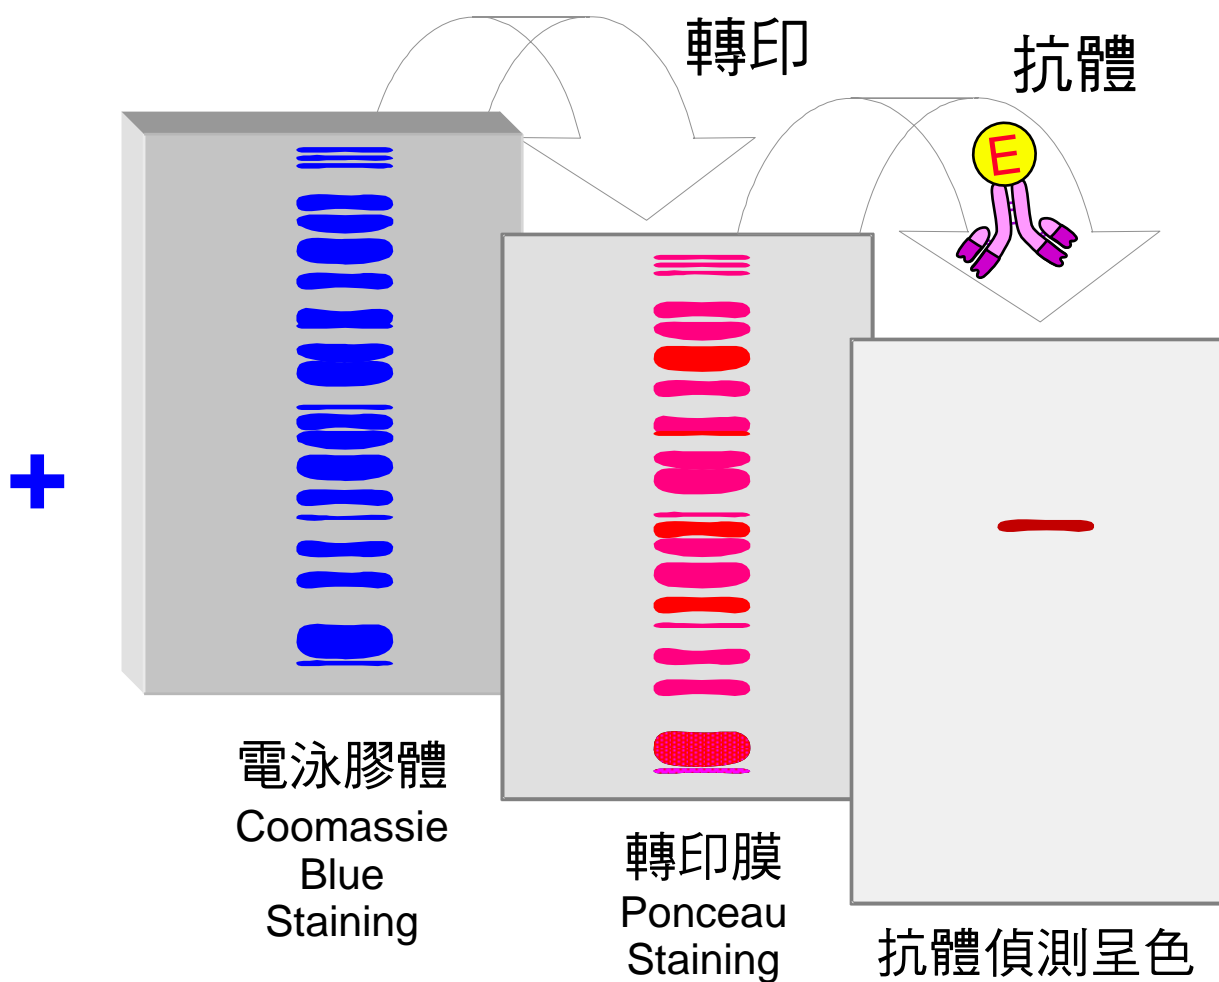 轉印
抗體
E
+
電泳膠體
Coomassie
Blue
Staining
轉印膜
Ponceau
Staining
抗體偵測呈色